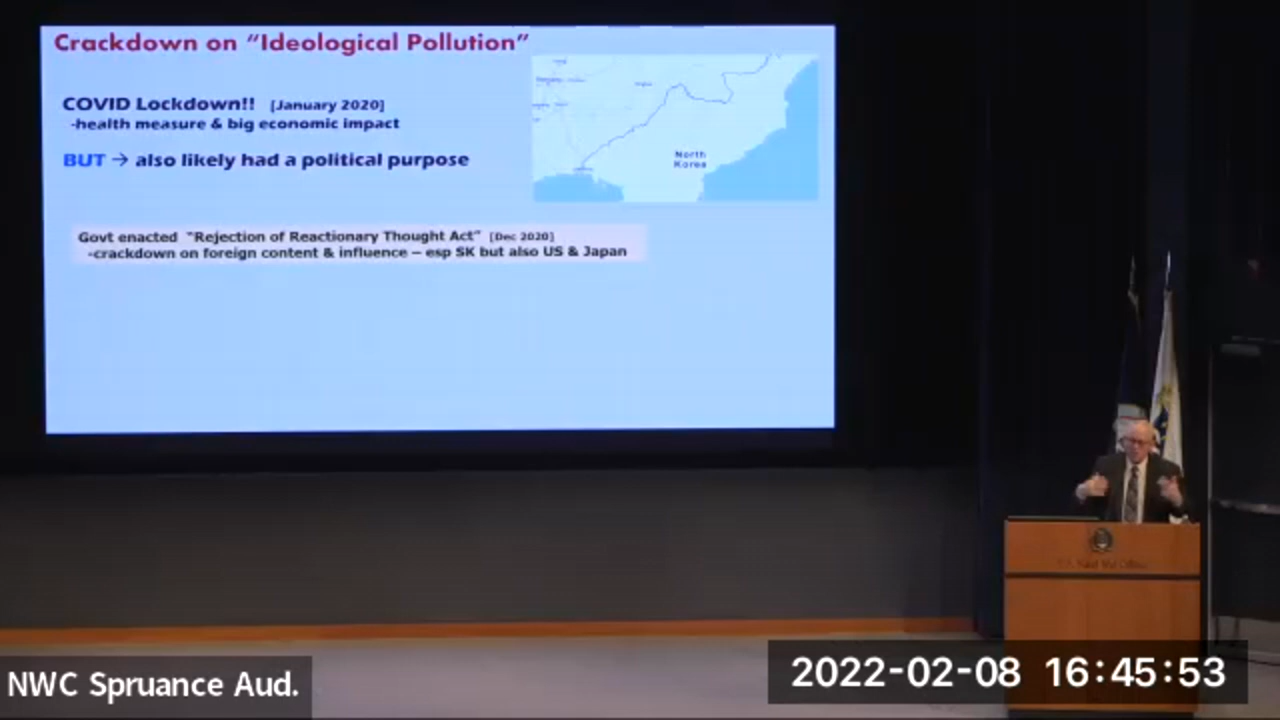 Crackdown on “Ideological Pollution”
COVID Lockdown!! [January 2020]
-health measure & big economic impact
BUT → also likely had a political purpose
North
Korea
Govt enacted "Rejection of Reactionary Thought Act" [Dec 2020]
-crackdown on foreign content & influence – esp SK but also US & Japan
NWC Spruance Aud.
2022-02-08 16:45:53